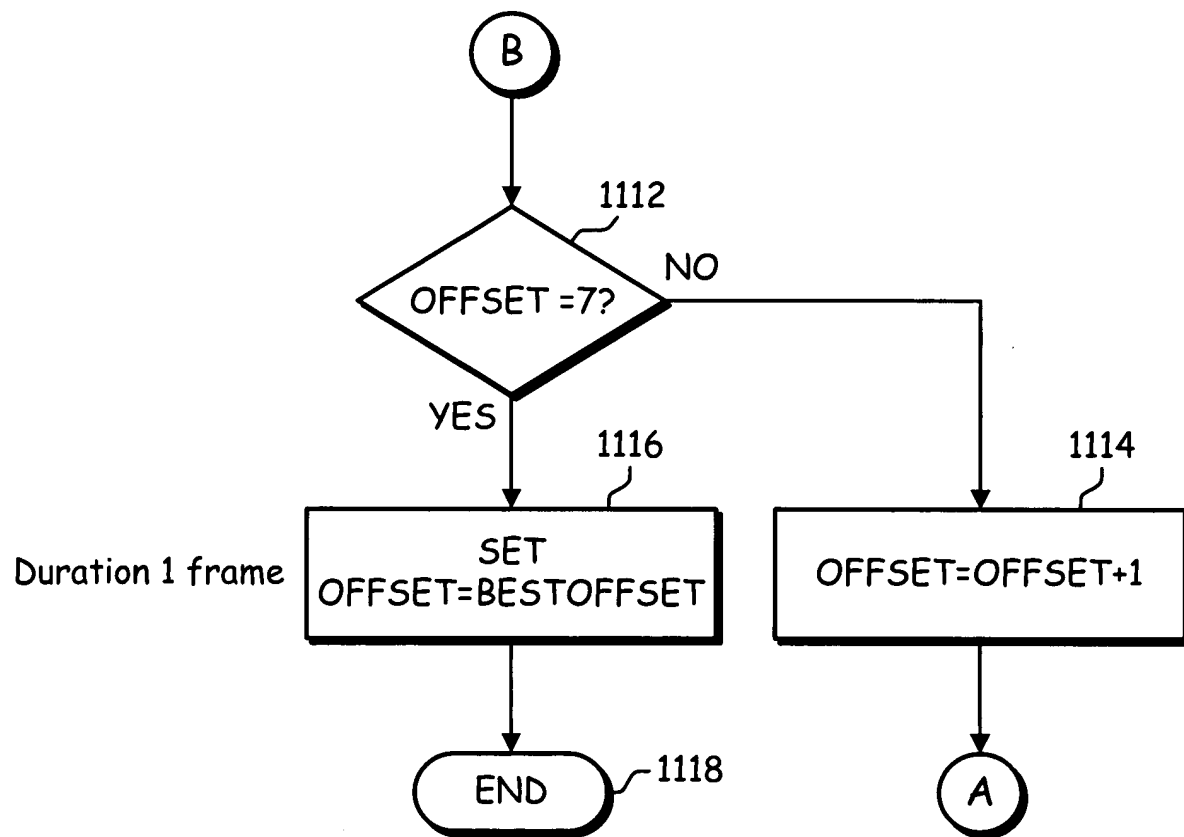 B
1112
OFFSET =7?
NO
YES
1116
1114
Duration 1 frame
SET
OFFSET=BESTOFFSET
OFFSET=OFFSET+1
END
1118
A